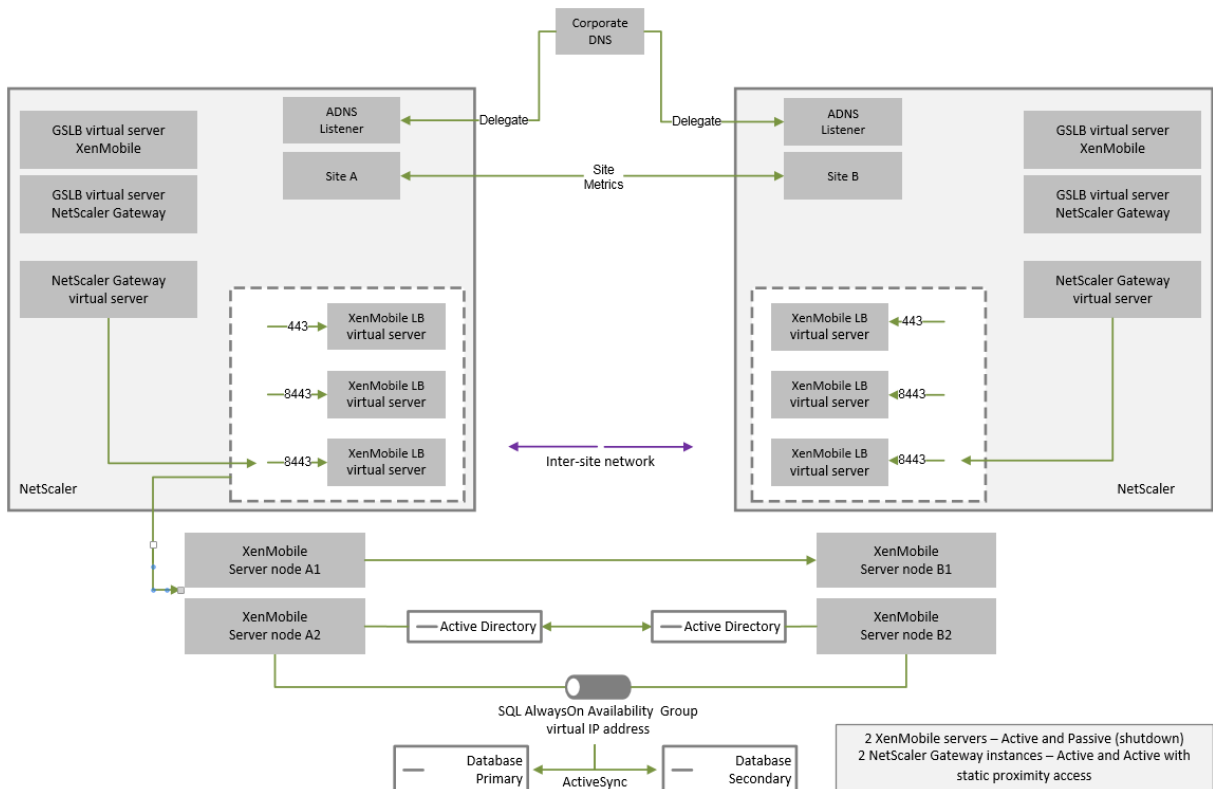 Corporate
DNS
Delegate
Delegate
ADNS
Listener
Site A
GSLB virtual server
XenMobile
GSLB virtual server
NetScaler Gateway
NetScaler Gateway
virtual server
443
XenMobile LB
virtual server
8443
XenMobile LB
virtual server
8443
XenMobile LB
virtual server
NetScaler
Site
Metrics
Inter-site network
ADNS
Listener
Site B
GSLB virtual server
XenMobile
GSLB virtual server
NetScaler Gateway
NetScaler Gateway
virtual server
XenMobile LB
virtual server
443
XenMobile LB
virtual server
8443
XenMobile LB
virtual server
8443
NetScaler
XenMobile
Server node A1
XenMobile
Server node B1
XenMobile
Server node A2
Active Directory
Active Directory
XenMobile
Server node B2
SQL AlwaysOn Availability Group
virtual IP address
Database
Primary
ActiveSync
Database
Secondary
2 XenMobile servers – Active and Passive (shutdown)
2 NetScaler Gateway instances – Active and Active with
static proximity access